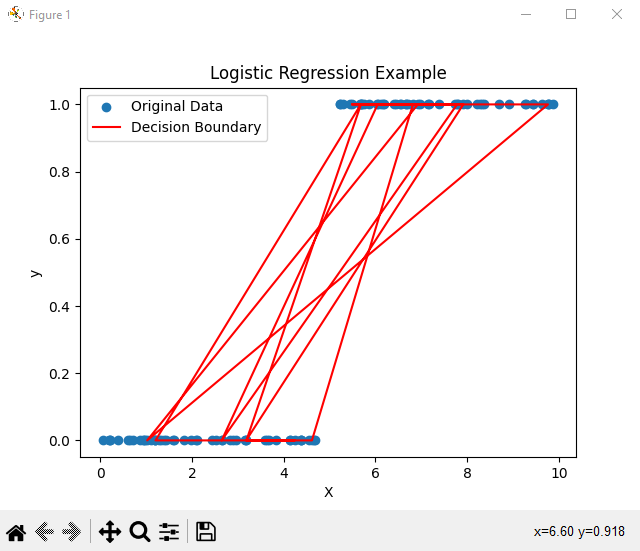 Figure 1
Logistic Regression Example
Original Data
Decision Boundary
1.0
0.8
0.6
0.4
0.2
0.0
y
0 2 4 6 8 10
X
x=6.60 y=0.918